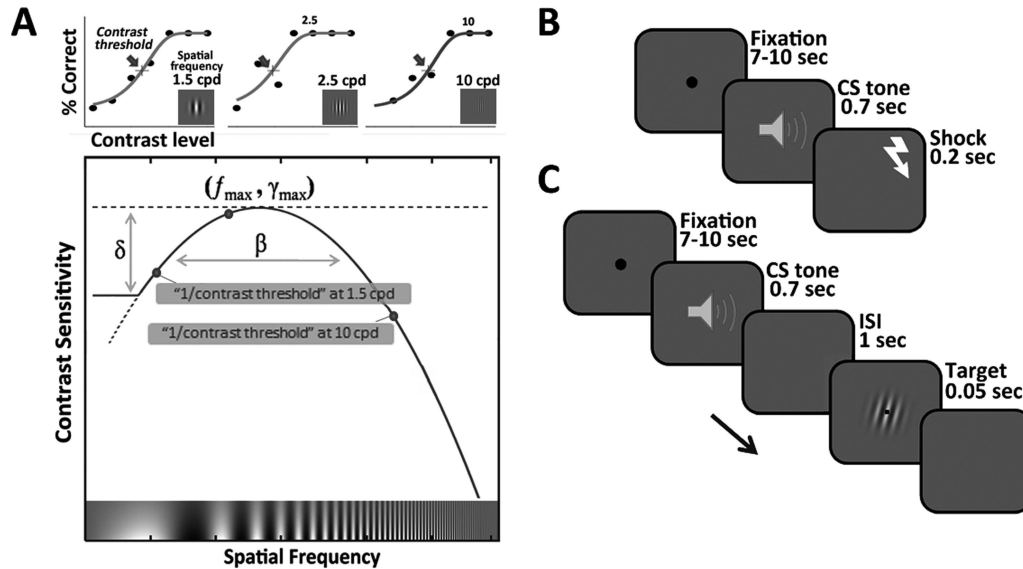 A
Contrast threshold
Spatial frequency
1.5 cpd
2.5
2.5 cpd
10
10 cpd
% Correct
Contrast level
(fmax , γmax)
δ
β
“1/contrast threshold” at 1.5 cpd
“1/contrast threshold” at 10 cpd
Contrast Sensitivity
Spatial Frequency
B
Fixation
7-10 sec
CS tone
0.7 sec
Shock
0.2 sec
C
Fixation
7-10 sec
CS tone
0.7 sec
ISI
1 sec
Target
0.05 sec